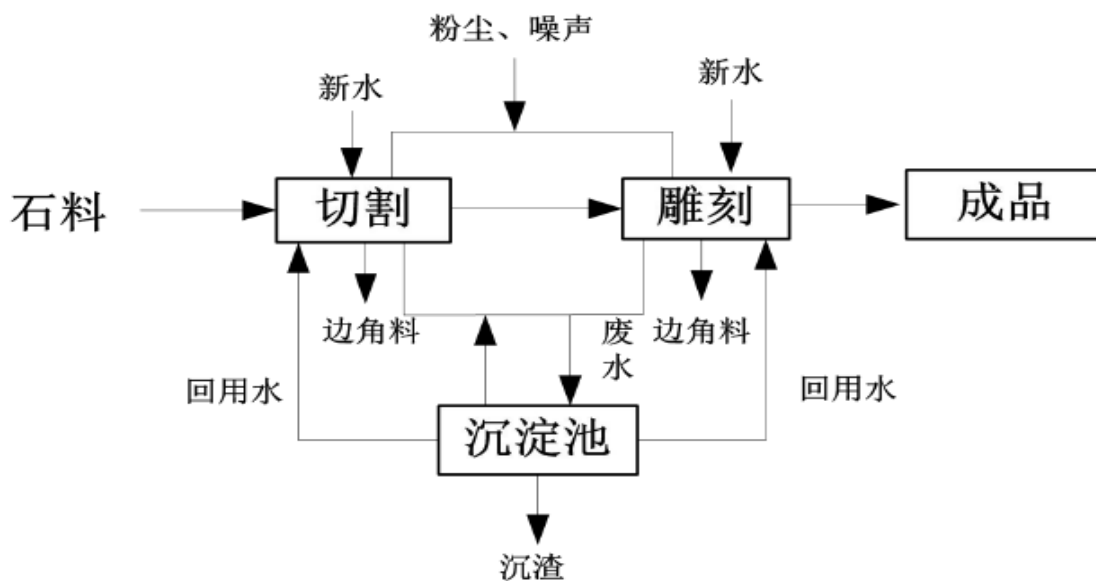 粉尘、噪声
新水
新水
石料
切割
雕刻
成品
边角料
废水
边角料
回用水
回用水
沉淀池
沉渣